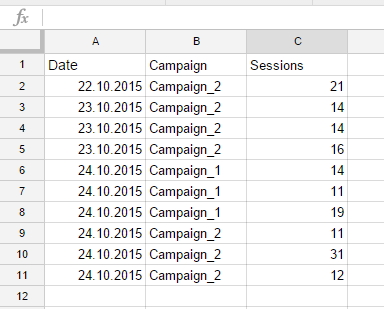 fx
A B C
1 Date Campaign Sessions
2 22.10.2015 Campaign_2 21
3 23.10.2015 Campaign_2 14
4 23.10.2015 Campaign_2 14
5 23.10.2015 Campaign_2 16
6 24.10.2015 Campaign_1 14
7 24.10.2015 Campaign_1 11
8 24.10.2015 Campaign_1 19
9 24.10.2015 Campaign_2 11
10 24.10.2015 Campaign_2 31
11 24.10.2015 Campaign_2 12
12